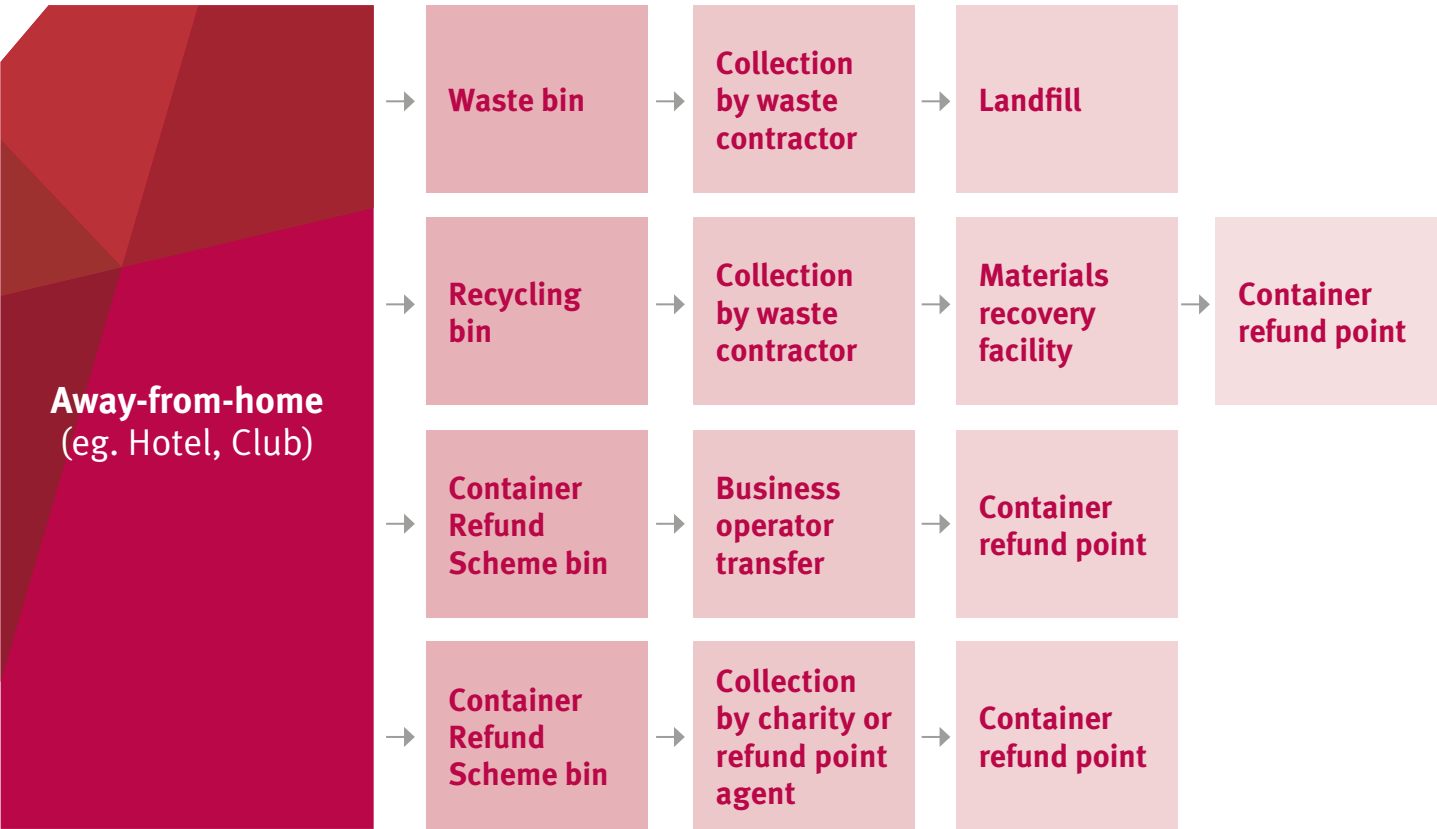 Away-from-home
(eg. Hotel, Club)
Waste bin
Collection
by waste
contractor
Landfill
Recycling
bin
Collection
by waste
contractor
Materials
recovery
facility
Container
refund point
Container
Refund
Scheme bin
Business
operator
transfer
Container
refund point
Container
Refund
Scheme bin
Collection
by charity or
refund point
agent
Container
refund point